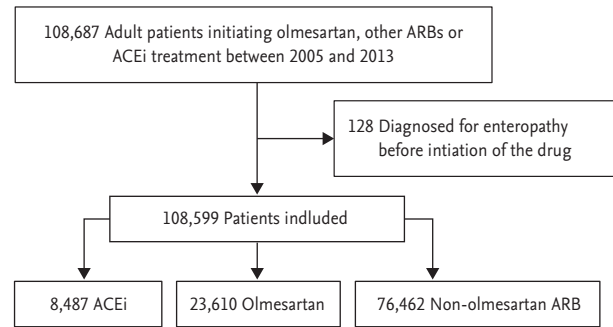 108,687 Adult patients initiating olmesartan, other ARBs or
ACEi treatment between 2005 and 2013
128 Diagnosed for enteropathy
before intiation of the drug
108,599 Patients indluded
8,487 ACEi
23,610 Olmesartan
76,462 Non-olmesartan ARB